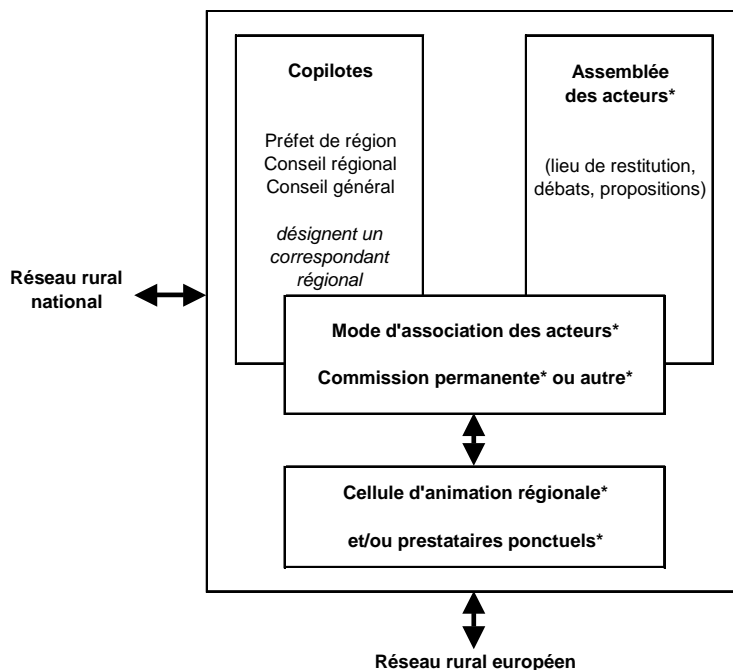 Copilotes
Préfet de région
Conseil régional
Conseil général
désignent un
correspondant
régional
Assemblée
des acteurs*
(lieu de restitution,
débats, propositions)
Réseau rural
national
Mode d'association des acteurs*
Commission permanente* ou autre*
Cellule d'animation régionale*
et/ou prestataires ponctuels*
Réseau rural européen